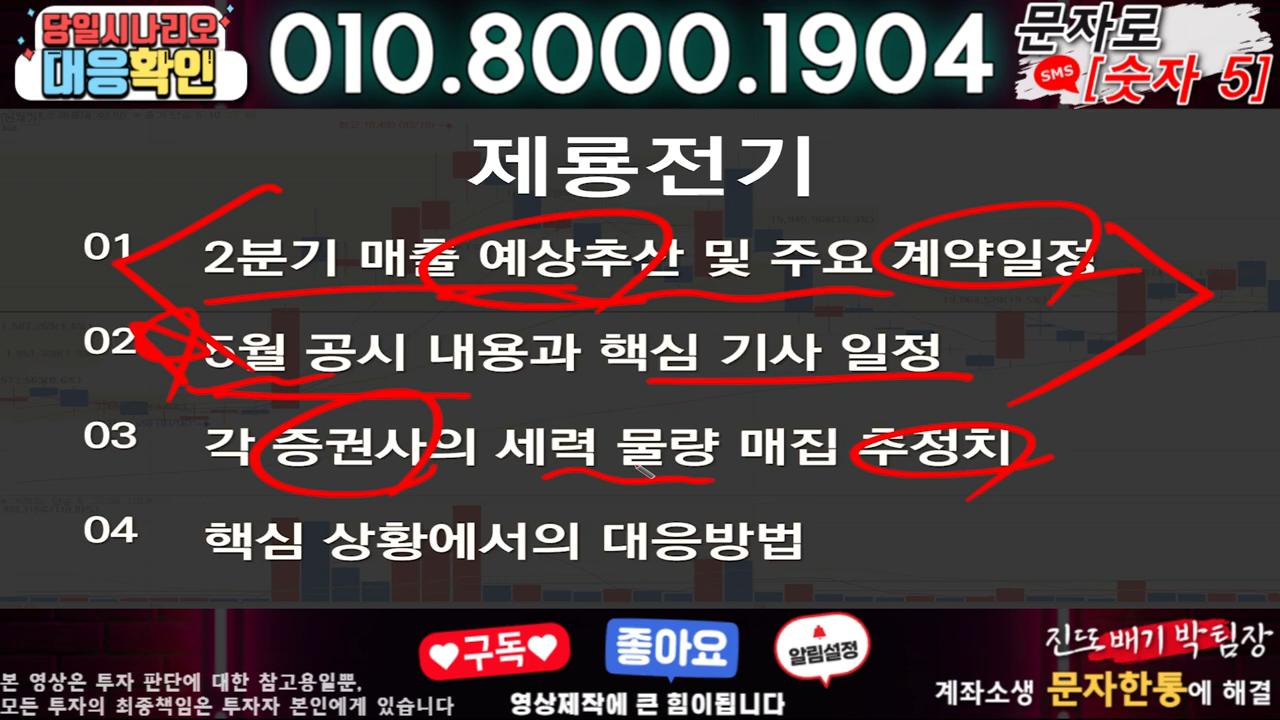 당일시나리오
대응확인
010.8000.1904
문자로
SMS
[숫자 5]
제룡전기
01
2분기 매출 예상추산 및 주요 계약일정
02
5월 공시 내용과 핵심 기사 일정
03
각 증권사의 세력 물량 매집 추정치
04
핵심 상황에서의 대응방법
구독
좋아요
알림설정
영상제작에 큰 힘이됩니다
본 영상은 투자 판단에 대한 참고용일뿐,
모든 투자의 최종책임은 투자자 본인에게 있습니다
진또배기 박팀장
계좌소생 문자한통에 해결